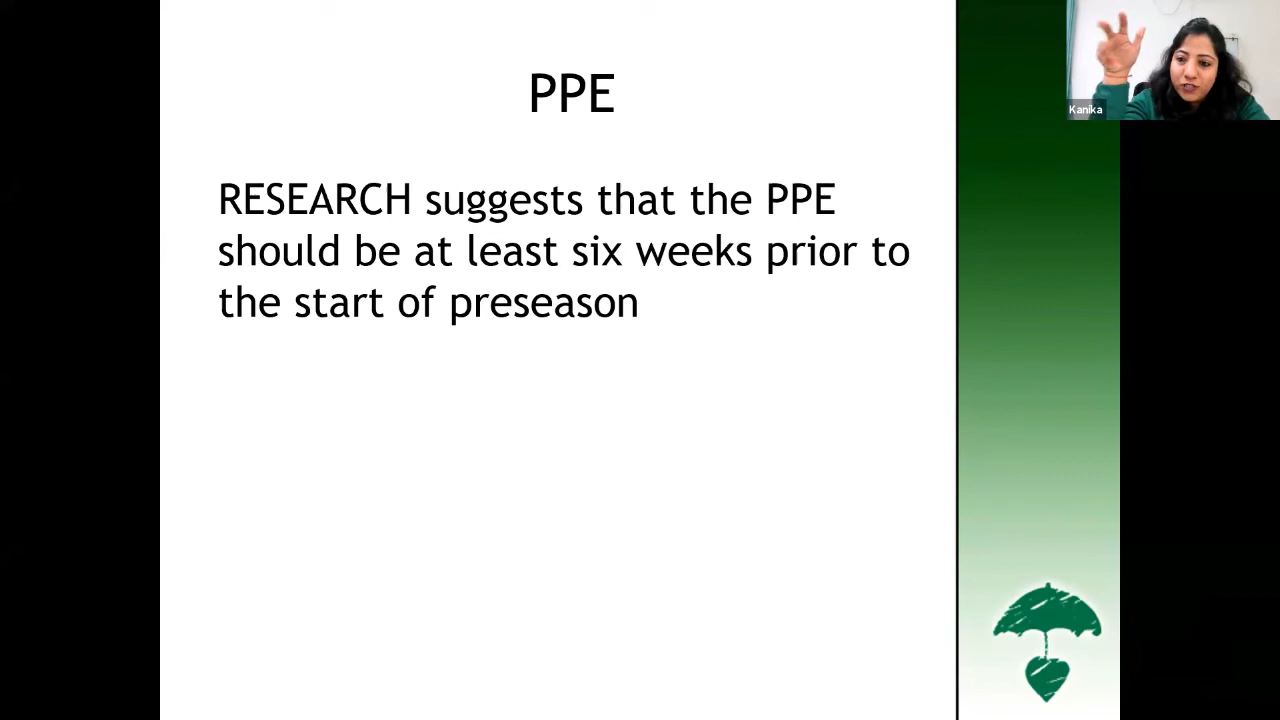 PPE
RESEARCH suggests that the PPE
should be at least six weeks prior to
the start of preseason
Kanika